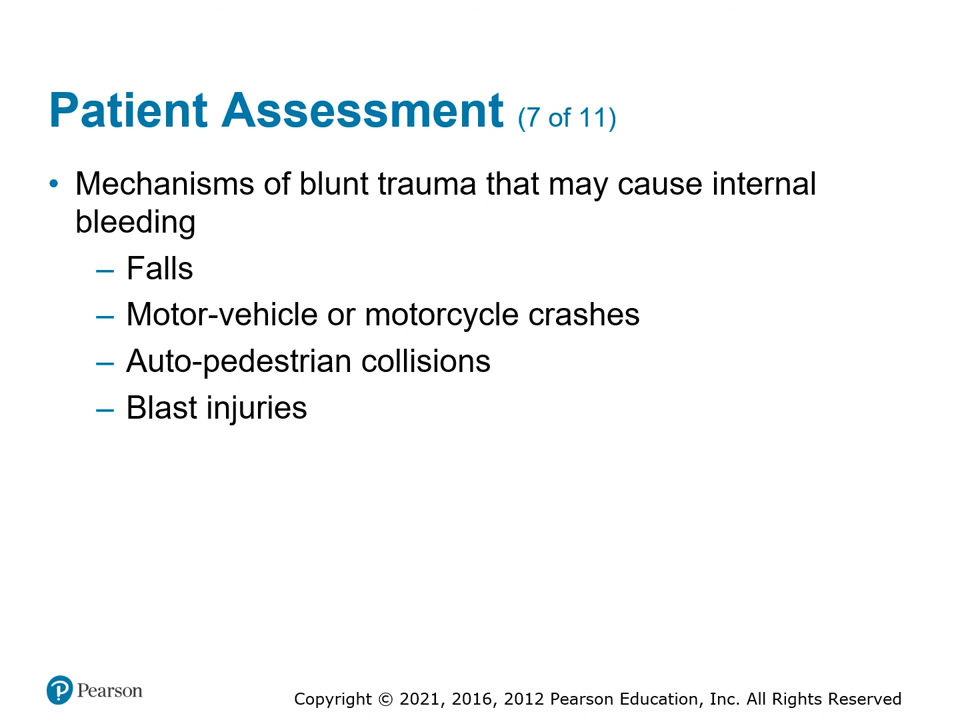 Patient Assessment (7 of 11)
• Mechanisms of blunt trauma that may cause internal
bleeding
– Falls
– Motor-vehicle or motorcycle crashes
– Auto-pedestrian collisions
– Blast injuries
Pearson
Copyright © 2021, 2016, 2012 Pearson Education, Inc. All Rights Reserved